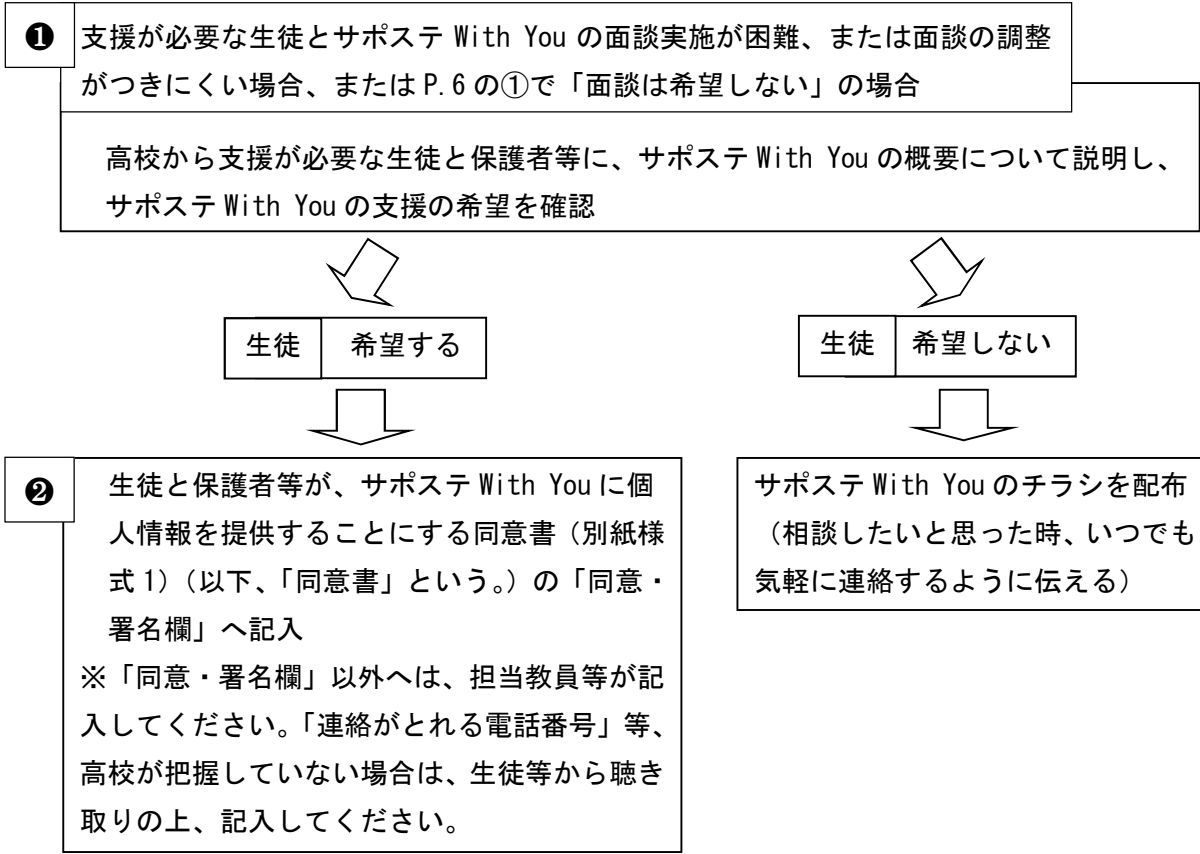 ❶
支援が必要な生徒とサポステ With You の面談実施が困難、または面談の調整
がつきにくい場合、または P.6 の①で「面談は希望しない」の場合
高校から支援が必要な生徒と保護者等に、サポステ With You の概要について説明し、
サポステ With You の支援の希望を確認
生徒 希望する
生徒 希望しない
❷
生徒と保護者等が、サポステ With You に個
人情報を提供することにする同意書（別紙様
式 1）（以下、「同意書」という。）の「同意・
署名欄」へ記入
※「同意・署名欄」以外へは、担当教員等が記
入してください。「連絡がとれる電話番号」等、
高校が把握していない場合は、生徒等から聴き
取りの上、記入してください。
サポステ With You のチラシを配布
（相談したいと思った時、いつでも
気軽に連絡するように伝える）